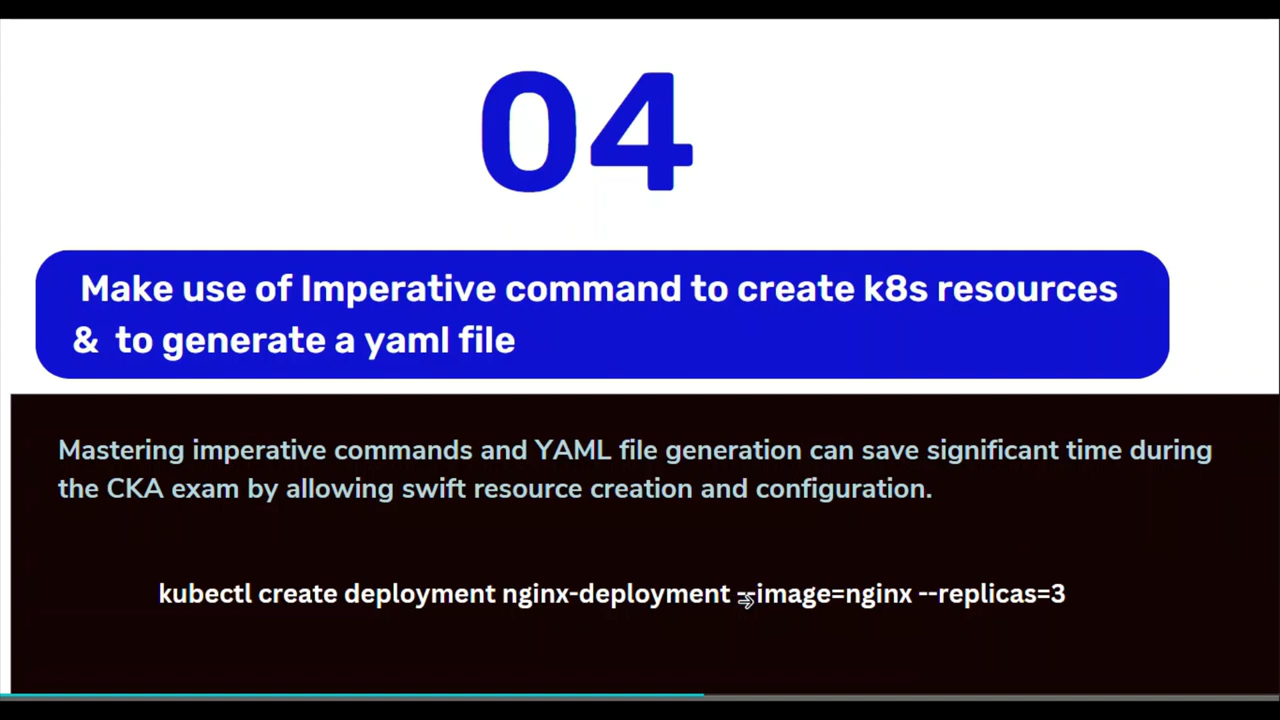 04
Make use of Imperative command to create k8s resources
& to generate a yaml file
Mastering imperative commands and YAML file generation can save significant time during
the CKA exam by allowing swift resource creation and configuration.
kubectl create deployment nginx-deployment --image=nginx --replicas=3